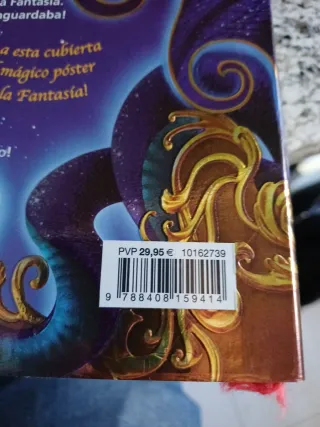 la Fantasía.
aguardaba!
a esta cubierta
mágico póster
la Fantasía!
o!
PVP 29,95 € 10162739
9 788408 159414